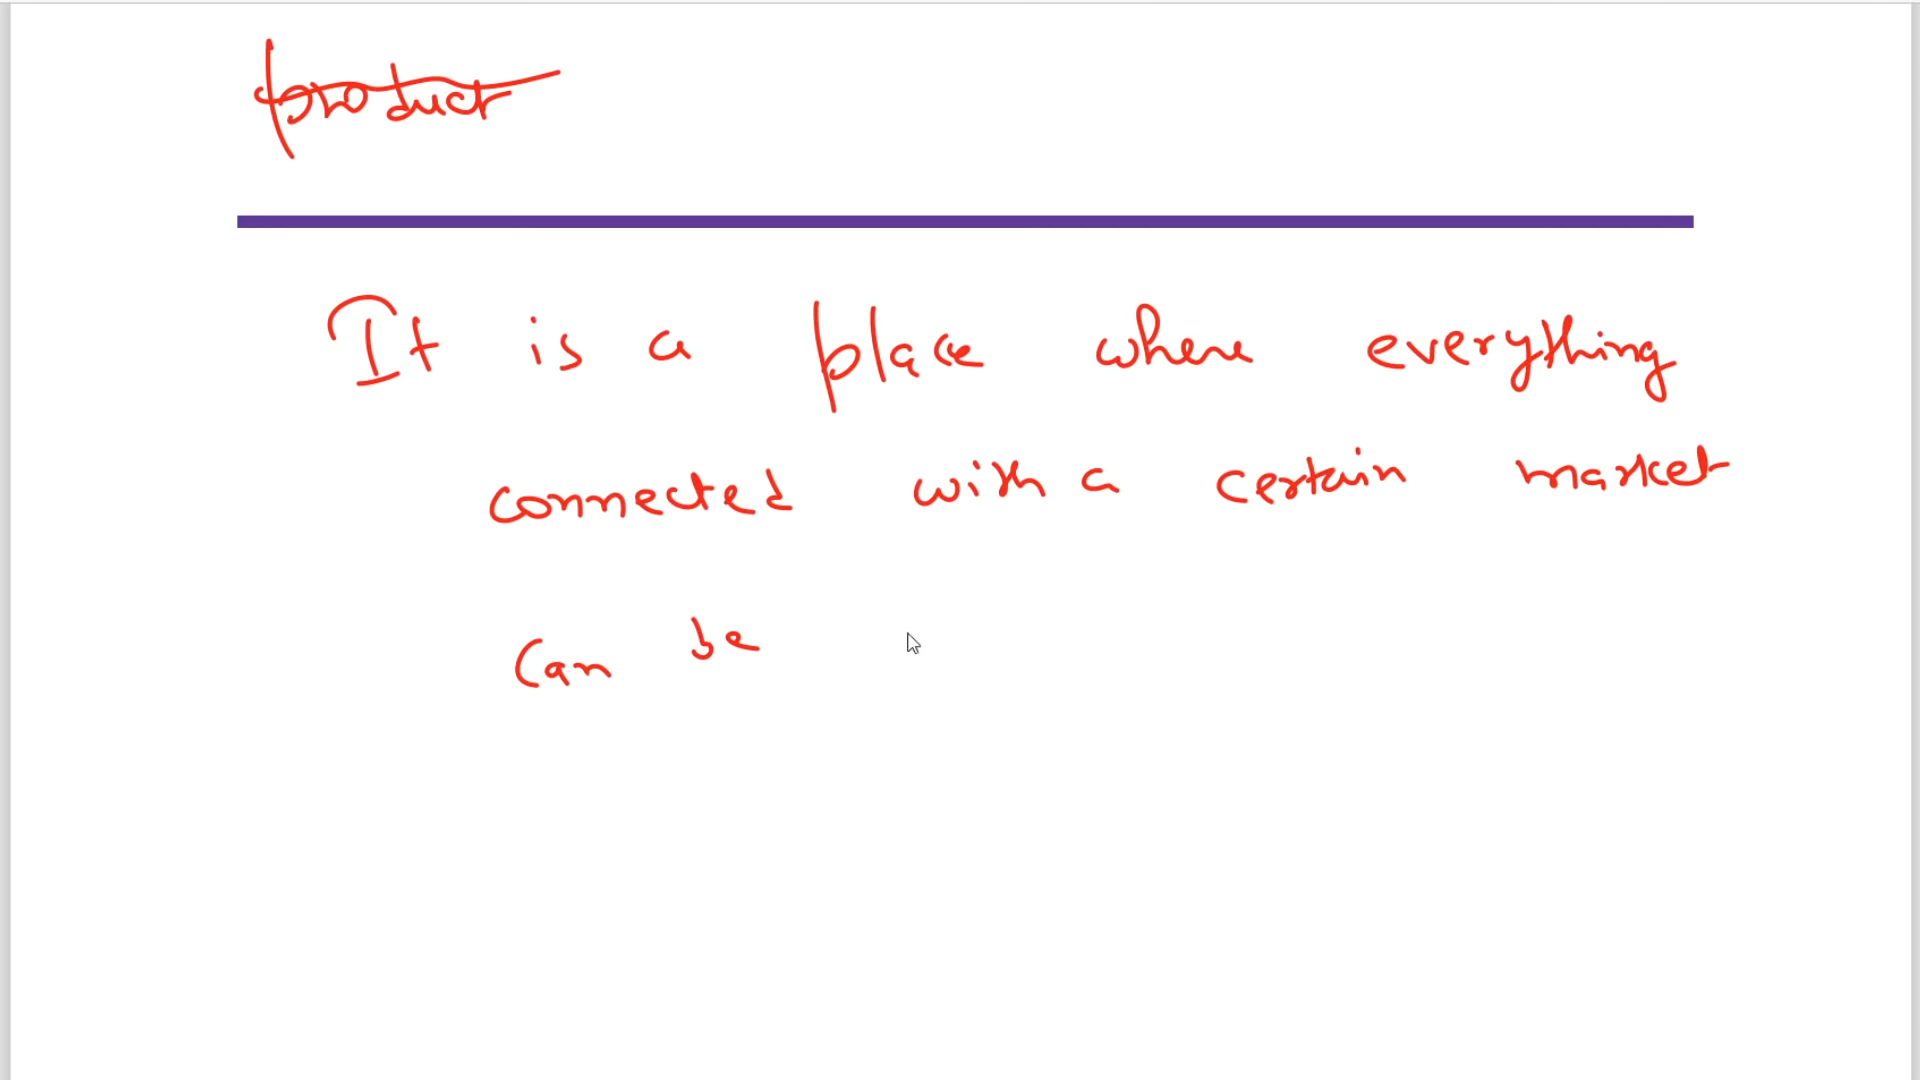 product
It is a place where everything
connected with a certain market
Can be